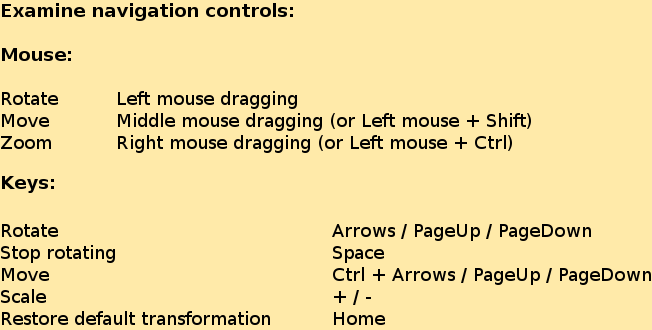 Examine navigation controls:
Mouse:
Rotate Left mouse dragging
Move Middle mouse dragging (or Left mouse + Shift)
Zoom Right mouse dragging (or Left mouse + Ctrl)
Keys:
Rotate Arrows / PageUp / PageDown
Stop rotating Space
Move Ctrl + Arrows / PageUp / PageDown
Scale + / -
Restore default transformation Home